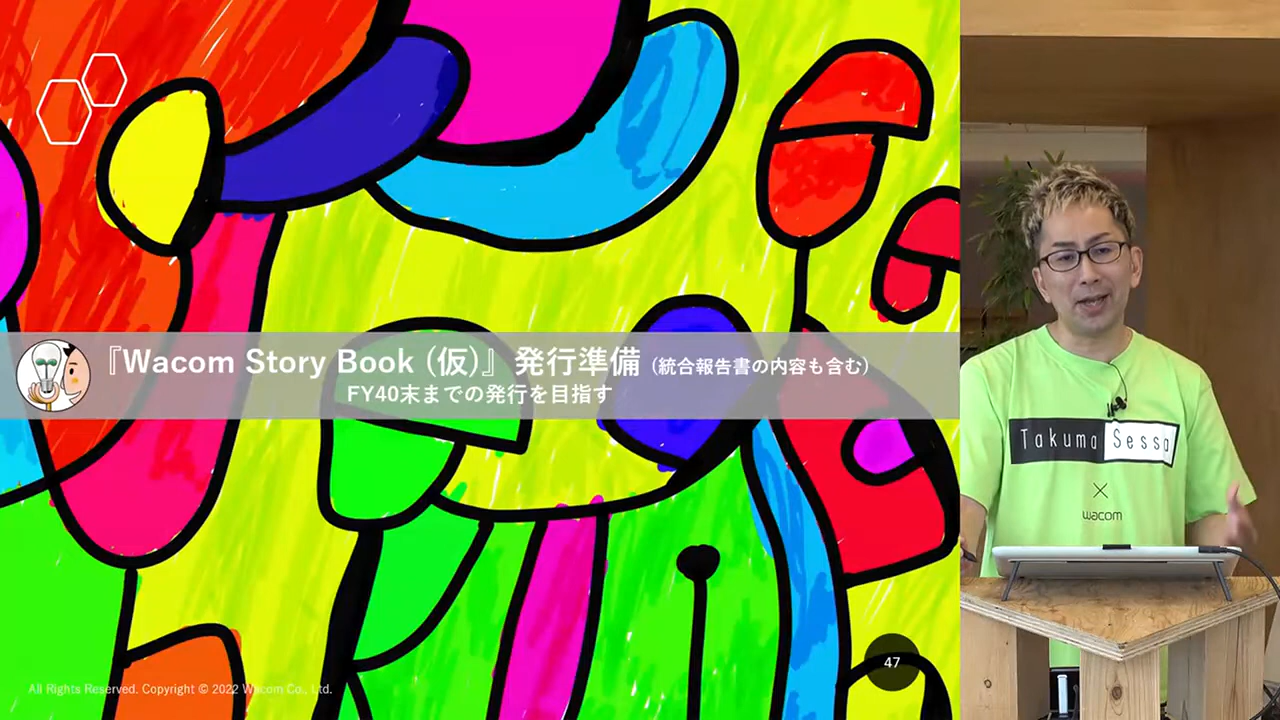 『Wacom Story Book (仮)』発行準備 (統合報告書の内容も含む)
FY40末までの発行を目指す
Takuma Sessa
×
wacom
47
All Rights Reserved. Copyright © 2022 Wacom Co., Ltd.